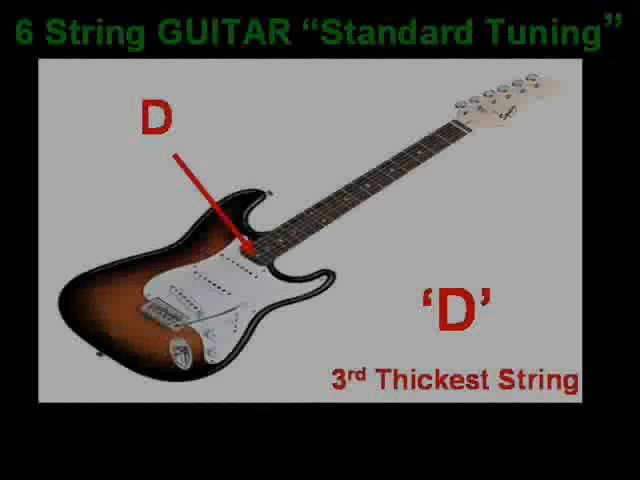 6 String GUITAR “Standard Tuning”
D
‘D’
3rd Thickest String